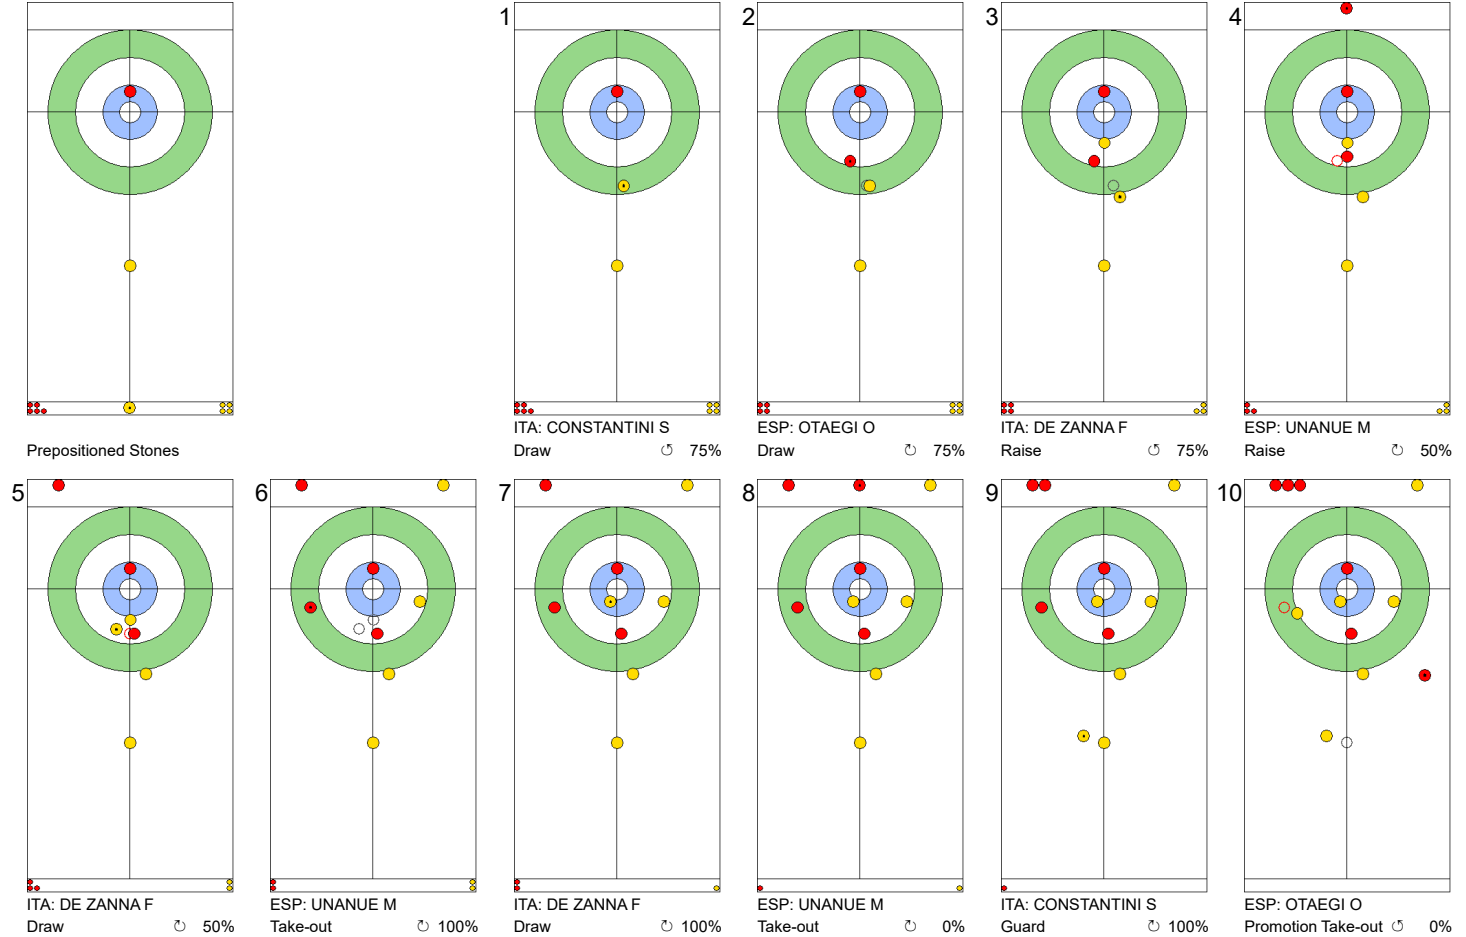 1
2
3
4
Prepositioned Stones
ITA: CONSTANTINI S
Draw 75%
ESP: OTAEGI O
Draw 75%
ITA: DE ZANNA F
Raise 75%
ESP: UNANUE M
Raise 50%
5
6
7
8
9
10
ITA: DE ZANNA F
Draw 50%
ESP: UNANUE M
Take-out 100%
ITA: DE ZANNA F
Draw 100%
ESP: UNANUE M
Take-out 0%
ITA: CONSTANTINI S
Guard 100%
ESP: OTAEGI O
Promotion Take-out 0%